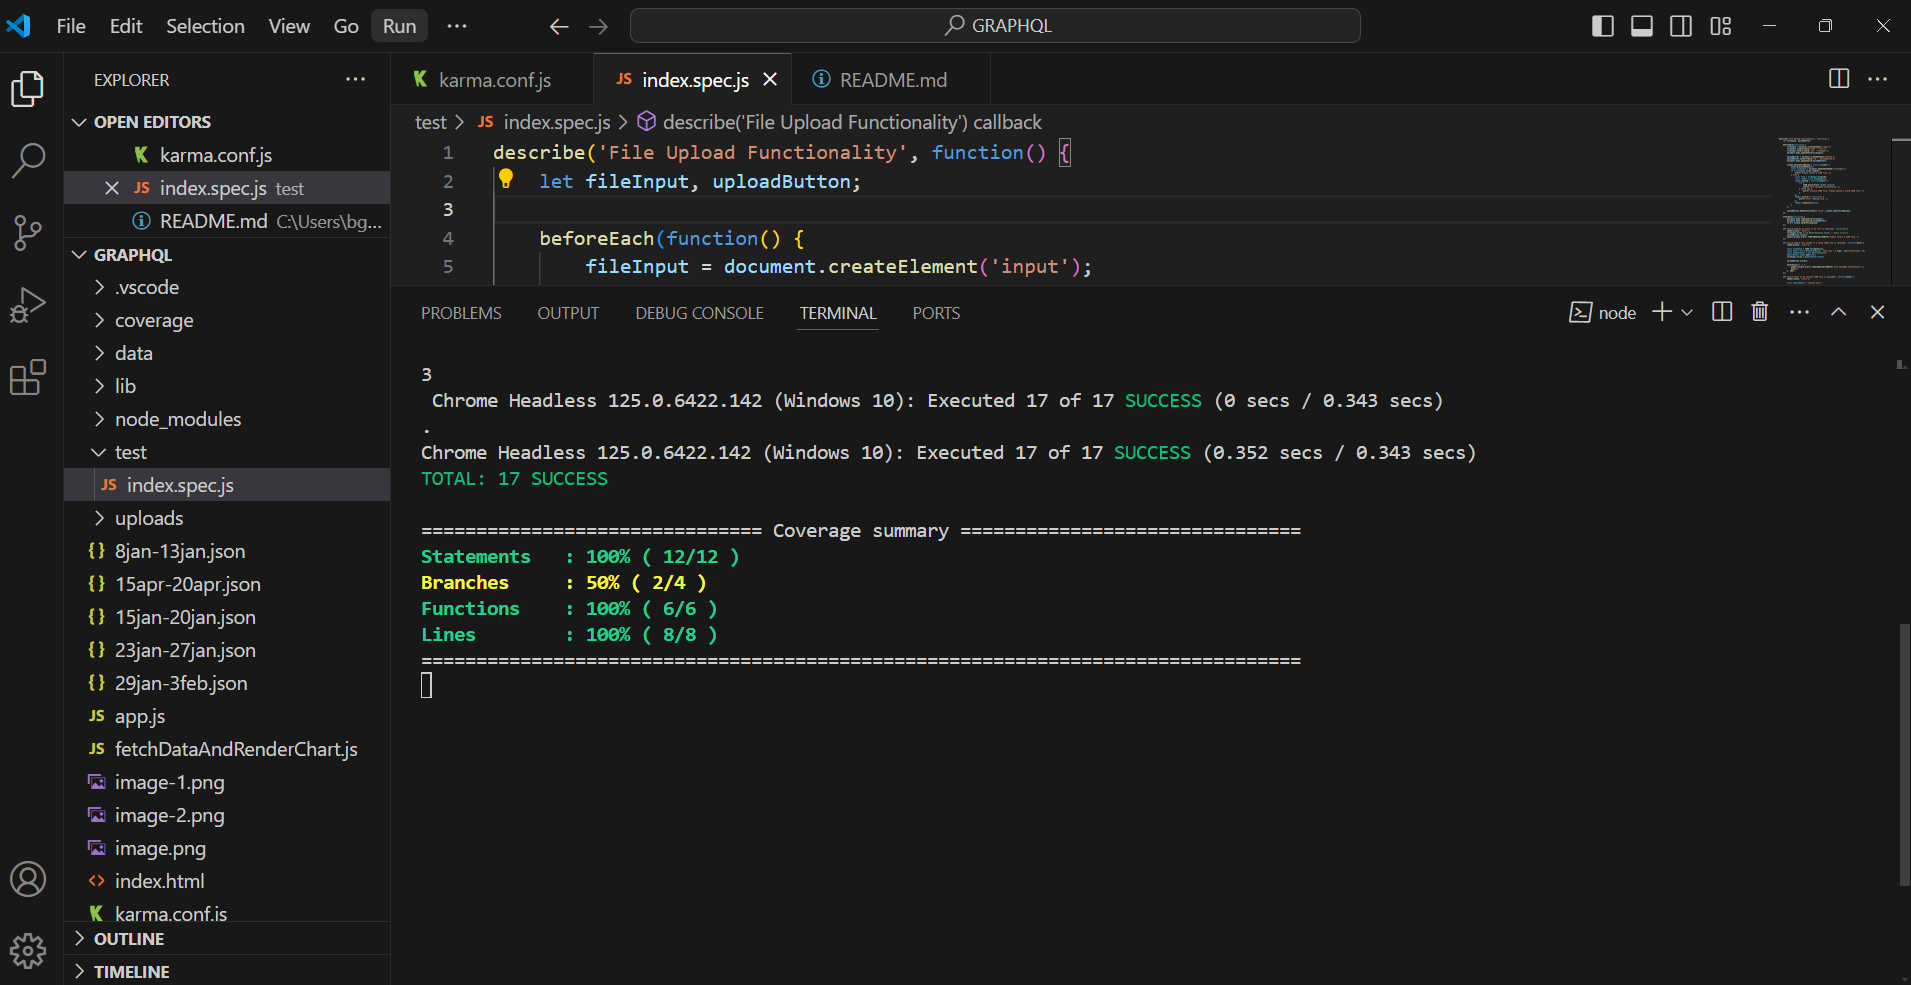 File Edit Selection View Go Run ··· GRAPHQL
EXPLORER ···
OPEN EDITORS
karma.conf.js
index.spec.js test
README.md C:\Users\bg...
GRAPHQL
.vscode
coverage
data
lib
node_modules
test
JS index.spec.js
uploads
{} 8jan-13jan.json
{} 15apr-20apr.json
{} 15jan-20jan.json
{} 23jan-27jan.json
{} 29jan-3feb.json
JS app.js
JS fetchDataAndRenderChart.js
image-1.png
image-2.png
image.png
<> index.html
karma.conf.js
OUTLINE
TIMELINE
karma.conf.js JS index.spec.js README.md
test > JS index.spec.js > describe('File Upload Functionality') callback
1 describe('File Upload Functionality', function() {
2 let fileInput, uploadButton;
3
4 beforeEach(function() {
5 fileInput = document.createElement('input');
PROBLEMS OUTPUT DEBUG CONSOLE TERMINAL PORTS node
3
Chrome Headless 125.0.6422.142 (Windows 10): Executed 17 of 17 SUCCESS (0 secs / 0.343 secs)
.
Chrome Headless 125.0.6422.142 (Windows 10): Executed 17 of 17 SUCCESS (0.352 secs / 0.343 secs)
TOTAL: 17 SUCCESS
=============================== Coverage summary ===============================
Statements : 100% ( 12/12 )
Branches : 50% ( 2/4 )
Functions : 100% ( 6/6 )
Lines : 100% ( 8/8 )
================================================================================